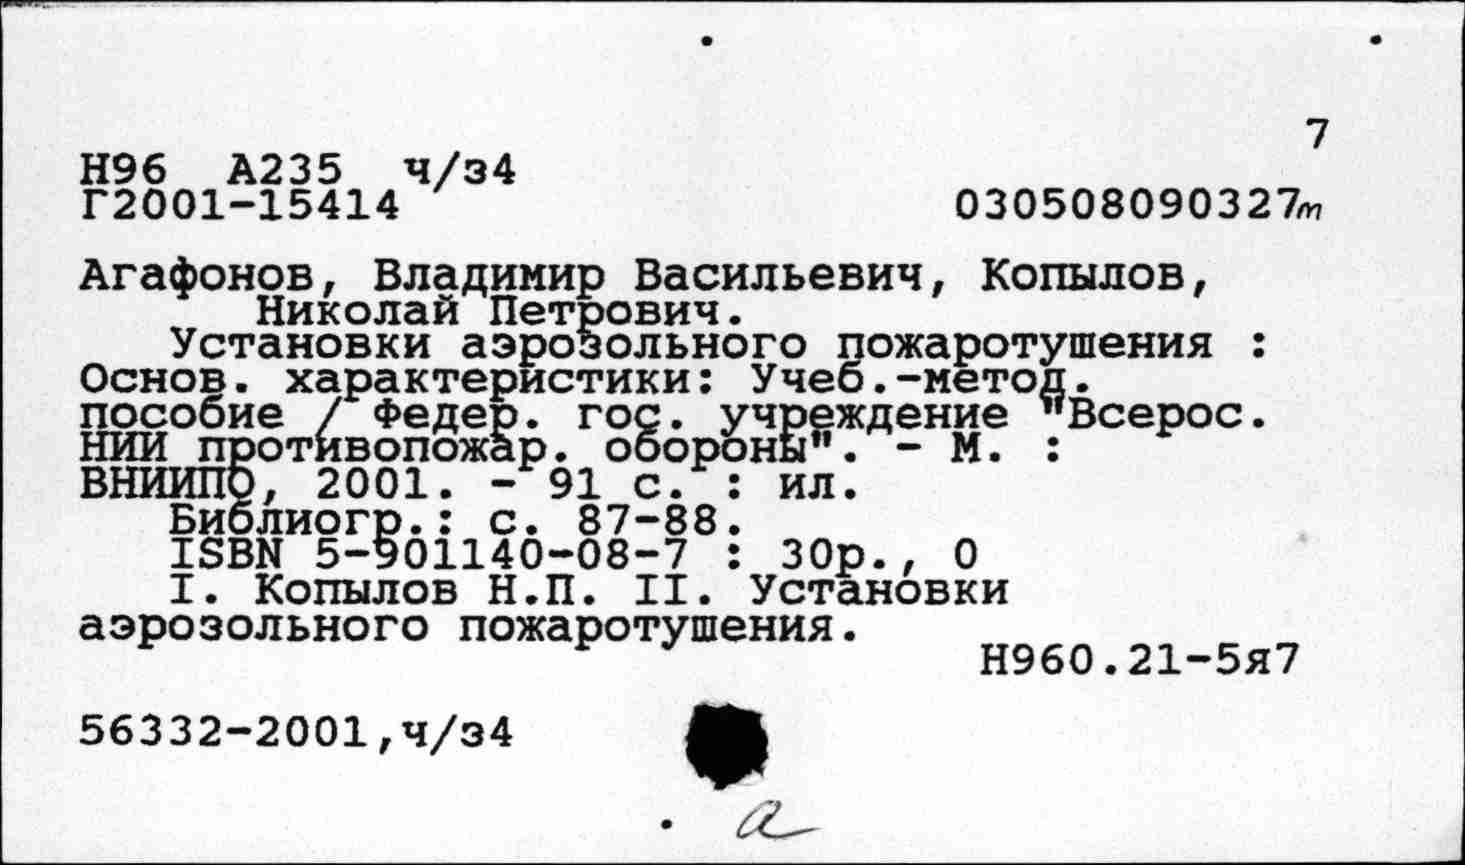 7
Н96 А235 ч/з4
Г2001-15414 030508090327т
Агафонов, Владимир Васильевич, Копылов,
Николай Петрович.
Установки аэрозольного пожаротушения :
Основ. характеристики: Учеб.-метод.
пособие / Федер. гос. учреждение "Всерос.
НИИ противопожар. обороны". - М. :
ВНИИПО, 2001. - 91 с. : ил.
Библиогр.: с. 87-88.
ISBN 5-901140-08-7 : 30р., 0
I. Копылов Н.П. II. Установки
аэрозольного пожаротушения.
Н960.21-5я7
56332-2001,ч/з4
а